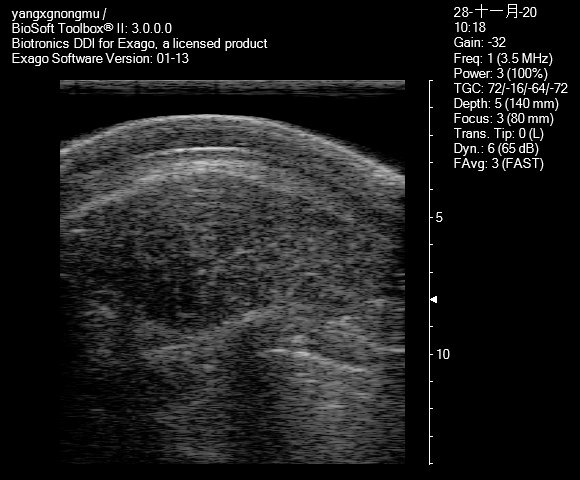 yangxgnongmu /
BioSoft Toolbox® II: 3.0.0.0
Biotronics DDI for Exago, a licensed product
Exago Software Version: 01-13
28-十一月-20
10:18
Gain: -32
Freq: 1 (3.5 MHz)
Power: 3 (100%)
TGC: 72/-16/-64/-72
Depth: 5 (140 mm)
Focus: 3 (80 mm)
Trans. Tip: 0 (L)
Dyn.: 6 (65 dB)
FAvg: 3 (FAST)
5
10